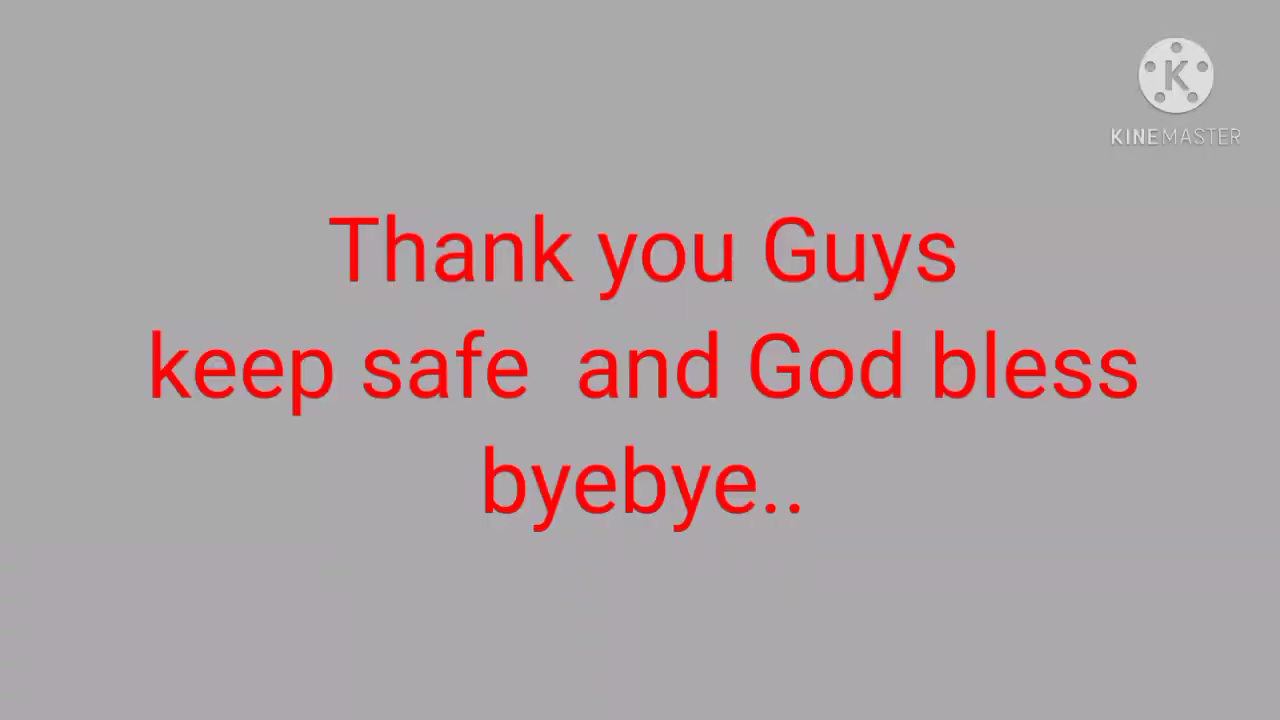 K
KINEMASTER
Thank you Guys
keep safe  and God bless
byebye..